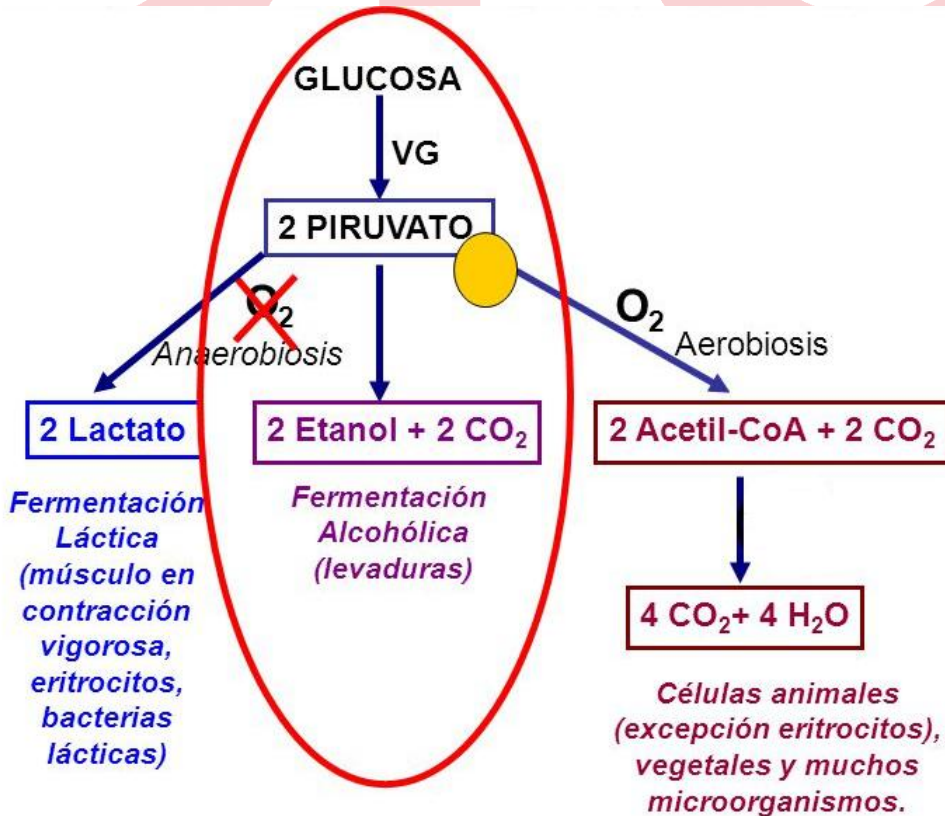 GLUCOSA
VG
2 PIRUVATO
O₂
Anaerobiosis
O₂
Aerobiosis
2 Lactato
2 Etanol + 2 CO₂
2 Acetil-CoA + 2 CO₂
Fermentación
Láctica
(músculo en
contracción
vigorosa,
eritrocitos,
bacterias
lácticas)
Fermentación
Alcohólica
(levaduras)
4 CO₂+ 4 H₂O
Células animales
(excepción eritrocitos),
vegetales y muchos
microorganismos.